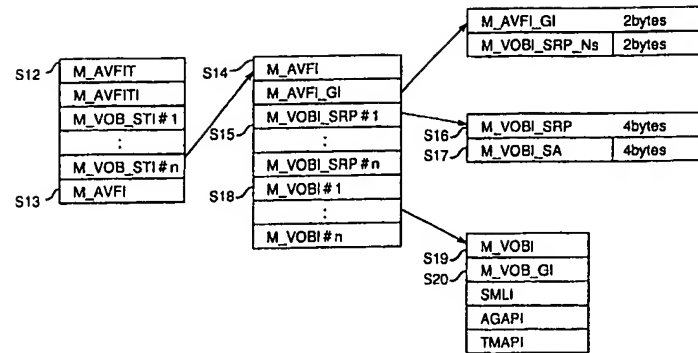 S12
M_AVFIT
M_AVFITI
M_VOB_STI#1
:
M_VOB_STI#n
S13
M_AVFI
S14
M_AVFI
M_AVFI_GI
S15
M_VOBI_SRP#1
:
M_VOBI_SRP#n
S18
M_VOBI#1
:
M_VOBI#n
M_AVFI_GI 2bytes
M_VOBI_SRP_Ns 2bytes
S16
M_VOBI_SRP 4bytes
S17
M_VOBI_SA 4bytes
S19
M_VOBI
S20
M_VOB_GI
SMLI
AGAPI
TMAPI